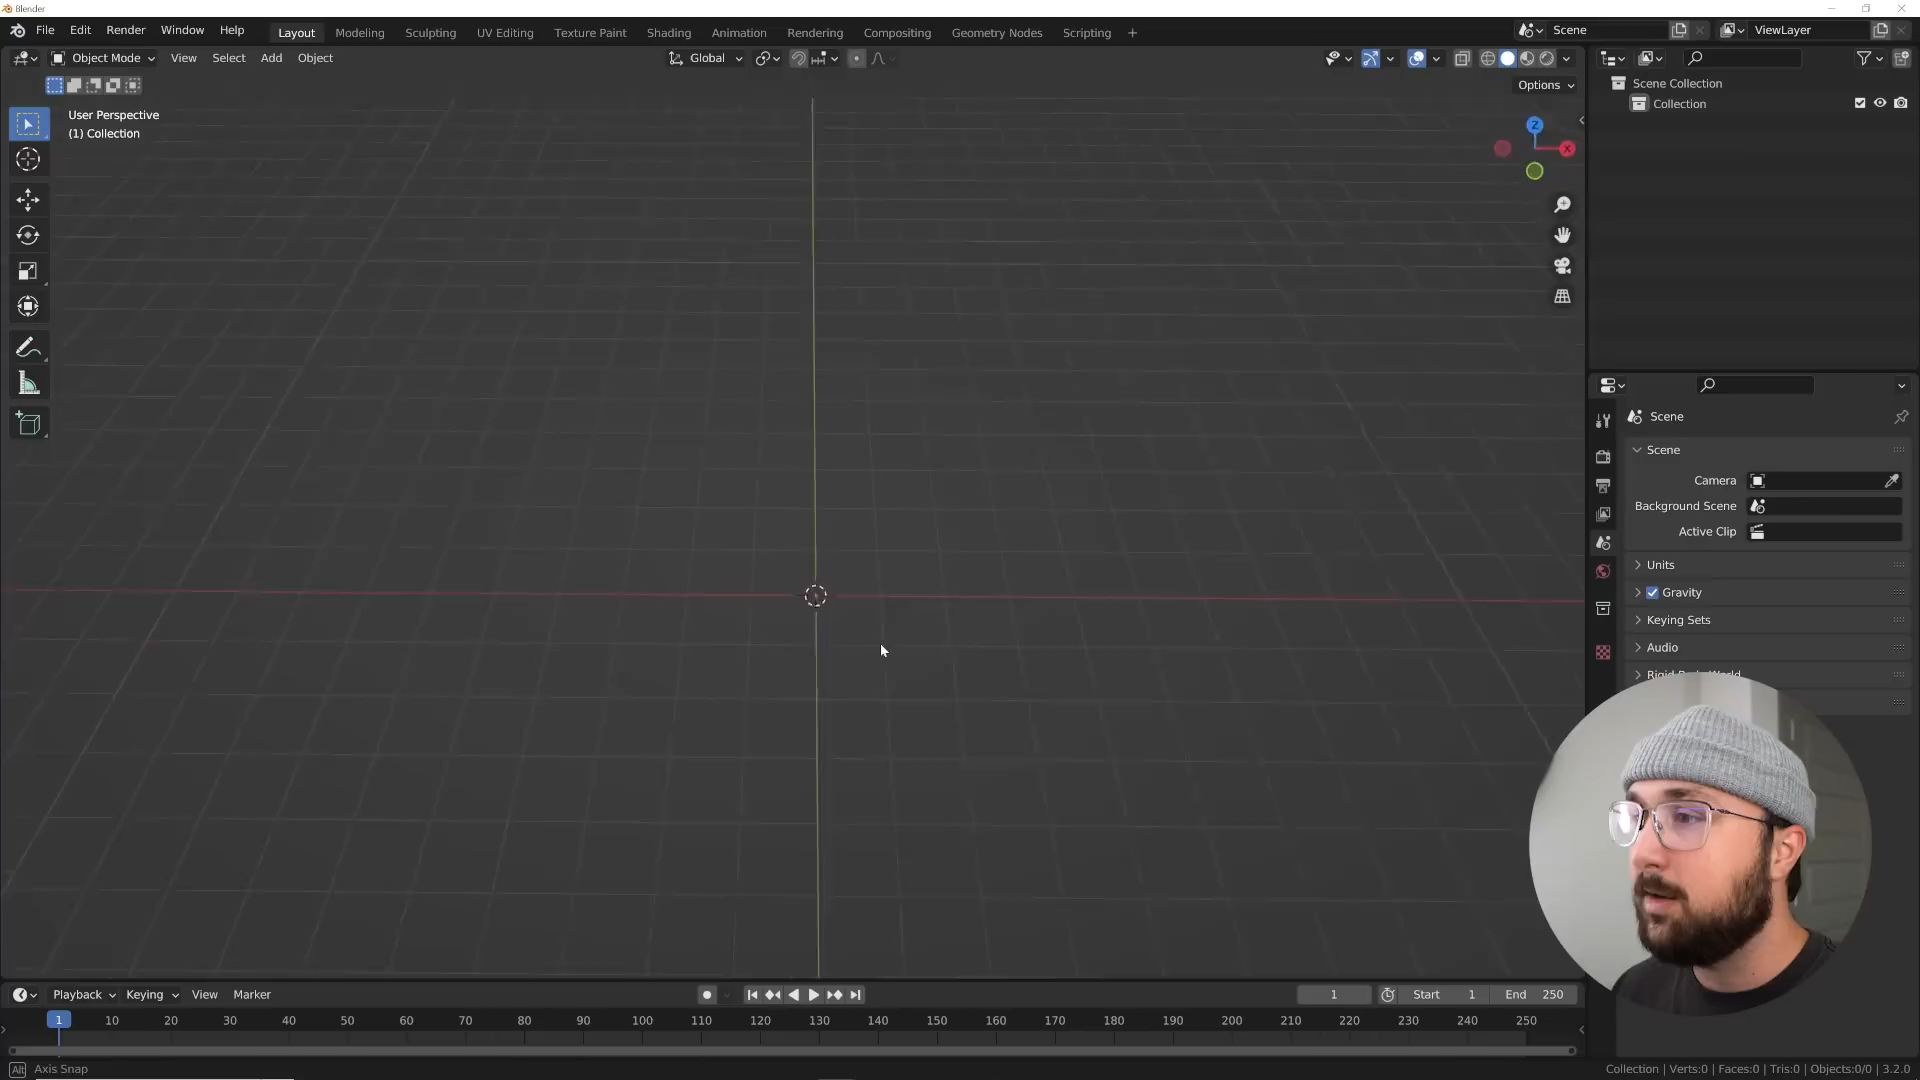 Blender
File Edit Render Window Help Layout Modeling Sculpting UV Editing Texture Paint Shading Animation Rendering Compositing Geometry Nodes Scripting + Scene ViewLayer
Object Mode View Select Add Object Global
Options
User Perspective
(1) Collection
Z
X
Scene Collection
Collection
Scene
Scene
Camera
Background Scene
Active Clip
Units
Gravity
Keying Sets
Audio
Playback Keying View Marker 1 Start 1 End 250
1 10 20 30 40 50 60 70 80 90 100 110 120 130 140 150 160 170 180 190 200 210 220 230 240 250
Alt Axis Snap
Collection | Verts:0 | Faces:0 | Tris:0 | Objects:0/0 | 3.2.0